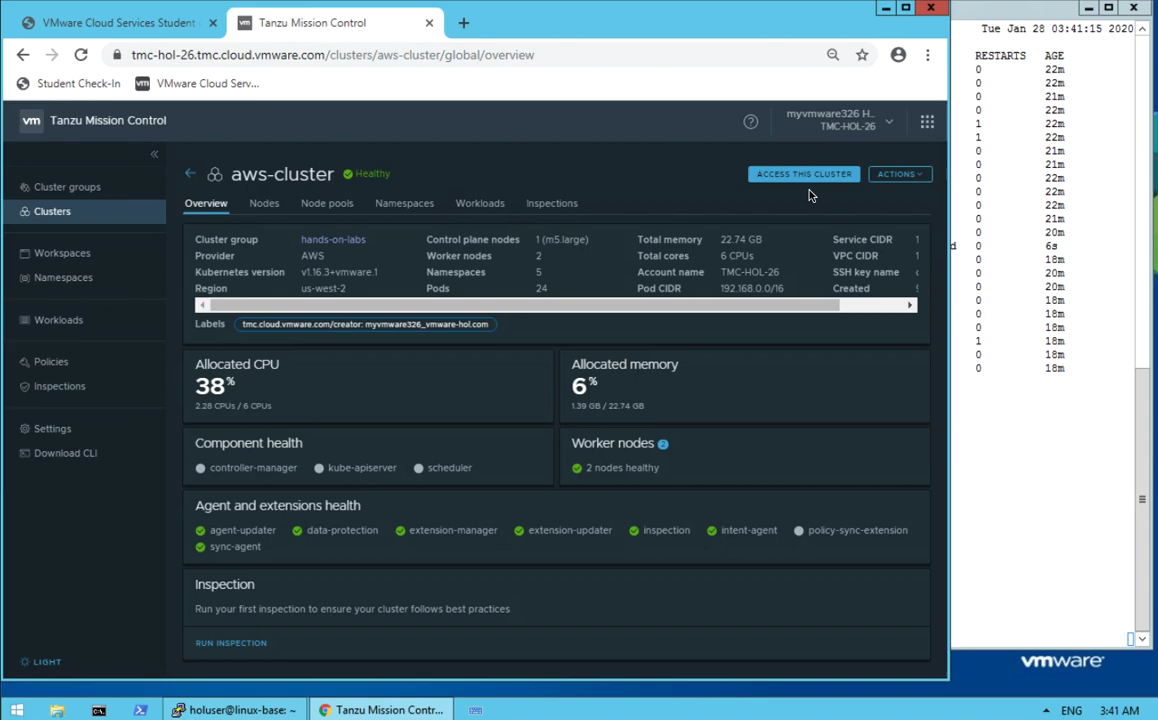 VMware Cloud Services Student
Tanzu Mission Control
tmc-hol-26.tmc.cloud.vmware.com/clusters/aws-cluster/global/overview
Student Check-In
VMware Cloud Serv...
vm Tanzu Mission Control
myvmware326 H...
TMC-HOL-26
Cluster groups
Clusters
Workspaces
Namespaces
Workloads
Policies
Inspections
Settings
Download CLI
LIGHT
aws-cluster Healthy
ACCESS THIS CLUSTER
ACTIONS
Overview Nodes Node pools Namespaces Workloads Inspections
Cluster group hands-on-labs Control plane nodes 1 (m5.large) Total memory 22.74 GB Service CIDR 1
Provider AWS Worker nodes 2 Total cores 6 CPUs VPC CIDR 1
Kubernetes version v1.16.3+vmware.1 Namespaces 5 Account name TMC-HOL-26 SSH key name
Region us-west-2 Pods 24 Pod CIDR 192.168.0.0/16 Created
Labels tmc.cloud.vmware.com/creator: myvmware326_vmware-hol.com
Allocated CPU
38%
2.28 CPUs / 6 CPUs
Allocated memory
6%
1.39 GB / 22.74 GB
Component health
controller-manager kube-apiserver scheduler
Worker nodes 2
2 nodes healthy
Agent and extensions health
agent-updater data-protection extension-manager extension-updater inspection intent-agent policy-sync-extension
sync-agent
Inspection
Run your first inspection to ensure your cluster follows best practices
RUN INSPECTION
Tue Jan 28 03:41:15 2020
RESTARTS AGE
0 22m
0 22m
0 21m
0 22m
1 22m
1 22m
0 21m
0 21m
0 22m
0 22m
0 22m
0 21m
0 20m
d 0 6s
0 18m
0 20m
0 20m
0 18m
0 18m
0 18m
1 18m
0 18m
0 18m
vmware
holuser@linux-base: ~
Tanzu Mission Contr...
ENG 3:41 AM